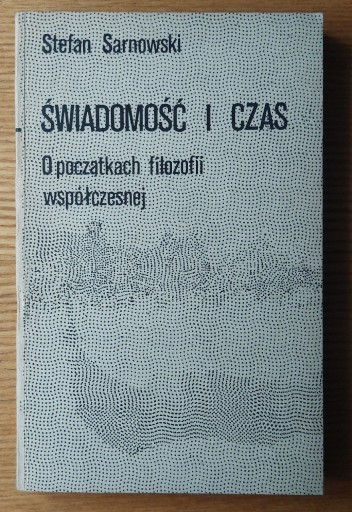 Stefan Sarnowski
ŚWIADOMOŚĆ I CZAS
O początkach filozofii
współczesnej